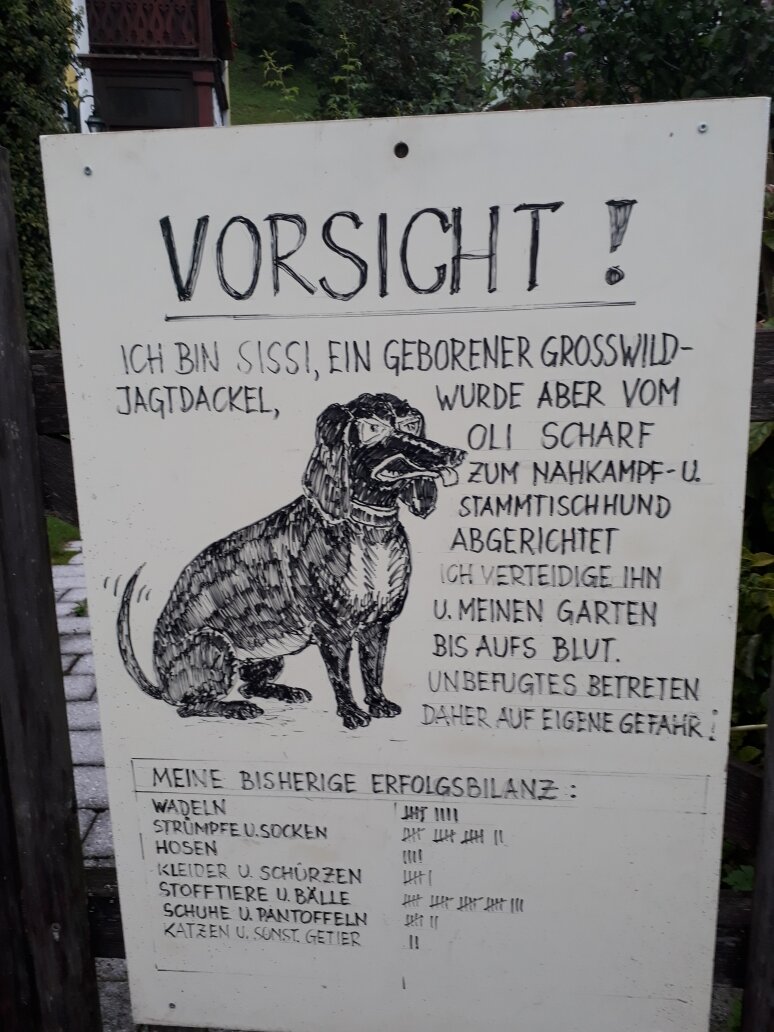 VORSICHT !
ICH BIN SISSI, EIN GEBORENER GROSSWILD-
JAGTDACKEL, WURDE ABER VOM
OLI SCHARF
ZUM NAHKAMPF- U.
STAMMTISCHHUND
ABGERICHTET
ICH VERTEIDIGE IHN
U. MEINEN GARTEN
BIS AUFS BLUT.
UNBEFUGTES BETRETEN
DAHER AUF EIGENE GEFAHR!
MEINE BISHERIGE ERFOLGSBILANZ :
WADELN
STRÜMPFE U. SOCKEN
HOSEN
KLEIDER U. SCHÜRZEN
STOFFTIERE U. BÄLLE
SCHUHE U. PANTOFFELN
KATZEN U. SONST. GETIER